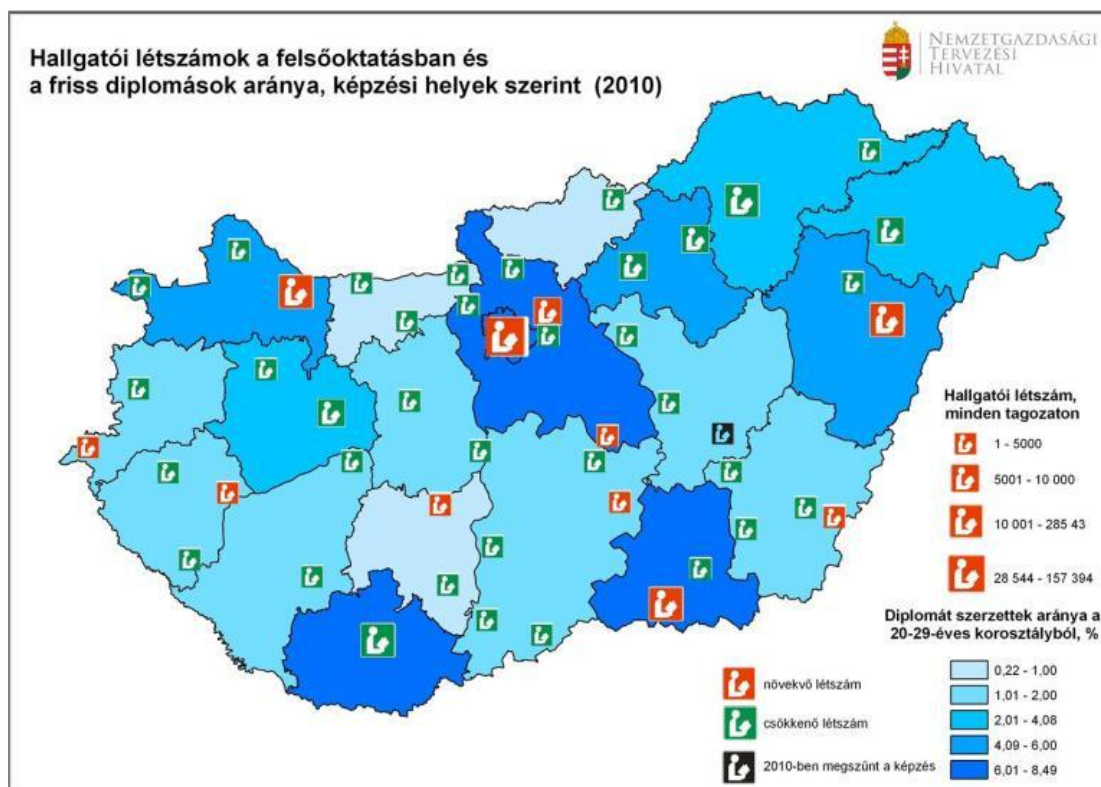 Hallgatói létszámok a felsőoktatásban és
a friss diplomások aránya, képzési helyek szerint (2010)
NEMZETGAZDASÁGI
TERVEZÉSI
HIVATAL
Hallgatói létszám,
minden tagozaton
1 - 5000
5001 - 10 000
10 001 - 285 43
28 544 - 157 394
Diplomát szerzettek aránya a
20-29-éves korosztályból, %
0,22 - 1,00
1,01 - 2,00
2,01 - 4,08
4,09 - 6,00
6,01 - 8,49
növekvő létszám
csökkenő létszám
2010-ben megszűnt a képzés